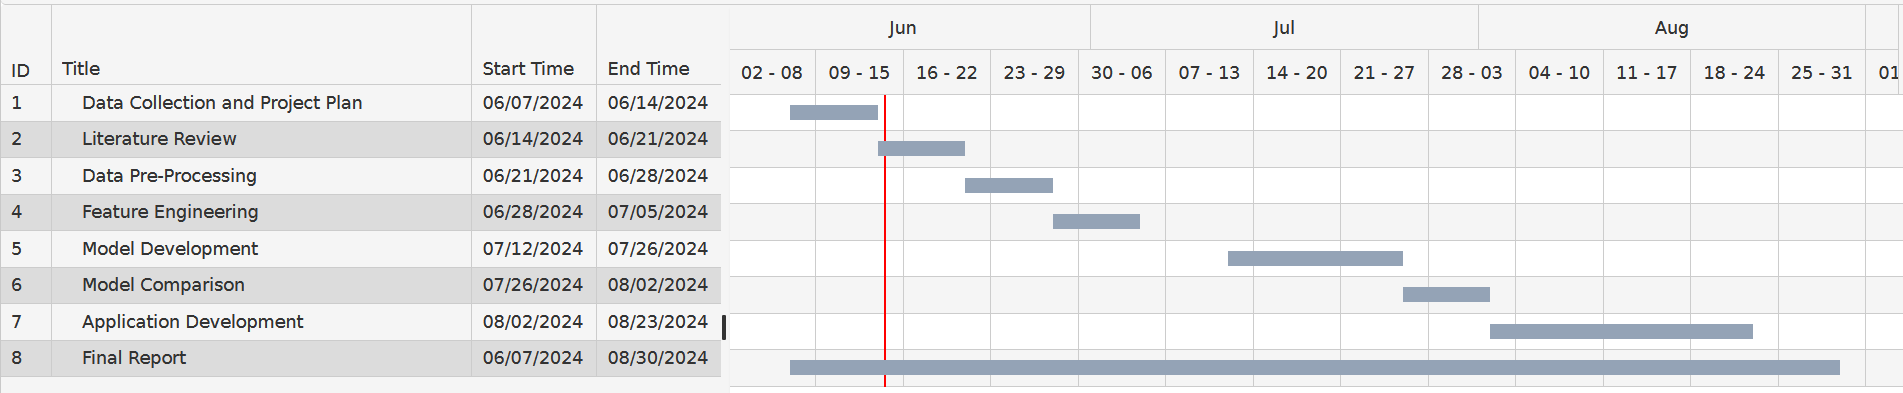 Jun Jul Aug
ID Title Start Time End Time 02 - 08 09 - 15 16 - 22 23 - 29 30 - 06 07 - 13 14 - 20 21 - 27 28 - 03 04 - 10 11 - 17 18 - 24 25 - 31 01
1 Data Collection and Project Plan 06/07/2024 06/14/2024
2 Literature Review 06/14/2024 06/21/2024
3 Data Pre-Processing 06/21/2024 06/28/2024
4 Feature Engineering 06/28/2024 07/05/2024
5 Model Development 07/12/2024 07/26/2024
6 Model Comparison 07/26/2024 08/02/2024
7 Application Development 08/02/2024 08/23/2024
8 Final Report 06/07/2024 08/30/2024